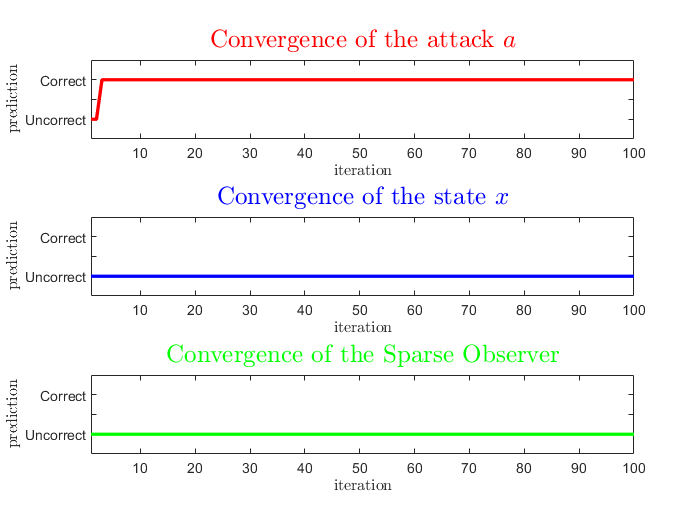 Convergence of the attack a
prediction
Correct
Uncorrect
10 20 30 40 50 60 70 80 90 100
iteration
Convergence of the state x
prediction
Correct
Uncorrect
10 20 30 40 50 60 70 80 90 100
iteration
Convergence of the Sparse Observer
prediction
Correct
Uncorrect
10 20 30 40 50 60 70 80 90 100
iteration